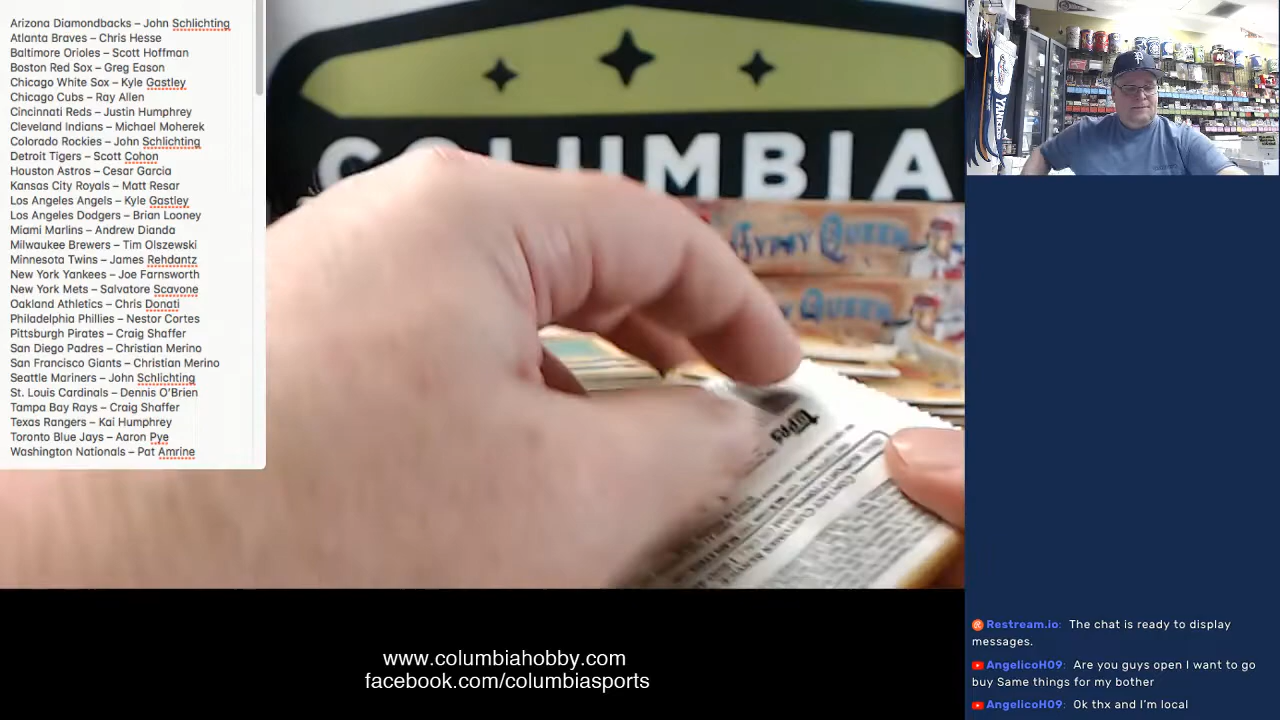 Arizona Diamondbacks – John Schlichting
Atlanta Braves – Chris Hesse
Baltimore Orioles – Scott Hoffman
Boston Red Sox – Greg Eason
Chicago White Sox – Kyle Gastley
Chicago Cubs – Ray Allen
Cincinnati Reds – Justin Humphrey
Cleveland Indians – Michael Moherek
Colorado Rockies – John Schlichting
Detroit Tigers – Scott Cohon
Houston Astros – Cesar Garcia
Kansas City Royals – Matt Resar
Los Angeles Angels – Kyle Gastley
Los Angeles Dodgers – Brian Looney
Miami Marlins – Andrew Dianda
Milwaukee Brewers – Tim Olszewski
Minnesota Twins – James Rehdantz
New York Yankees – Joe Farnsworth
New York Mets – Salvatore Scavone
Oakland Athletics – Chris Donati
Philadelphia Phillies – Nestor Cortes
Pittsburgh Pirates – Craig Shaffer
San Diego Padres – Christian Merino
San Francisco Giants – Christian Merino
Seattle Mariners – John Schlichting
St. Louis Cardinals – Dennis O’Brien
Tampa Bay Rays – Craig Shaffer
Texas Rangers – Kai Humphrey
Toronto Blue Jays – Aaron Pye
Washington Nationals – Pat Amrine
COLUMBIA
GYPSY QUEEN
GYPSY QUEEN
TOPPS
www.columbiahobby.com
facebook.com/columbiasports
Restream.io: The chat is ready to display
messages.
AngelicoH09: Are you guys open I want to go
buy Same things for my bother
AngelicoH09: Ok thx and I'm local